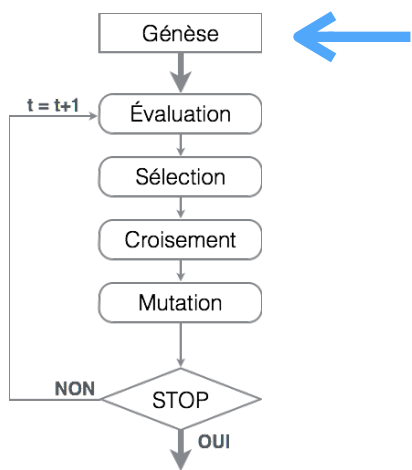 Génèse
t = t+1
Évaluation
Sélection
Croisement
Mutation
NON
STOP
OUI